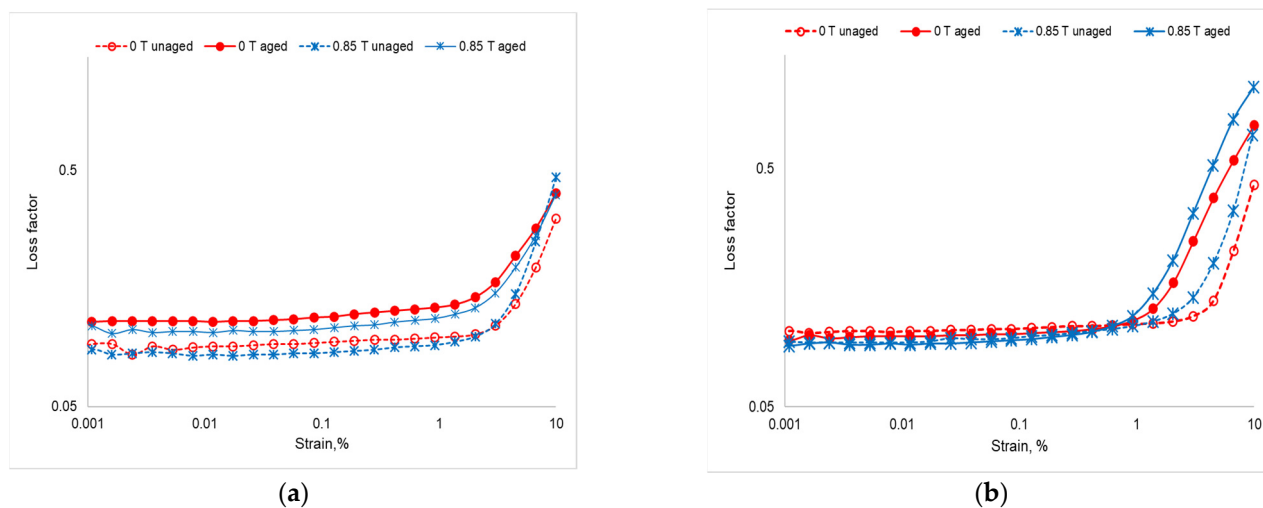 0 T unaged 0 T aged 0.85 T unaged 0.85 T aged
Loss factor
0.5
0.05
0.001 0.01 0.1 1 10
Strain,%
(a)
0 T unaged 0 T aged 0.85 T unaged 0.85 T aged
Loss factor
0.5
0.05
0.001 0.01 0.1 1 10
Strain, %
(b)